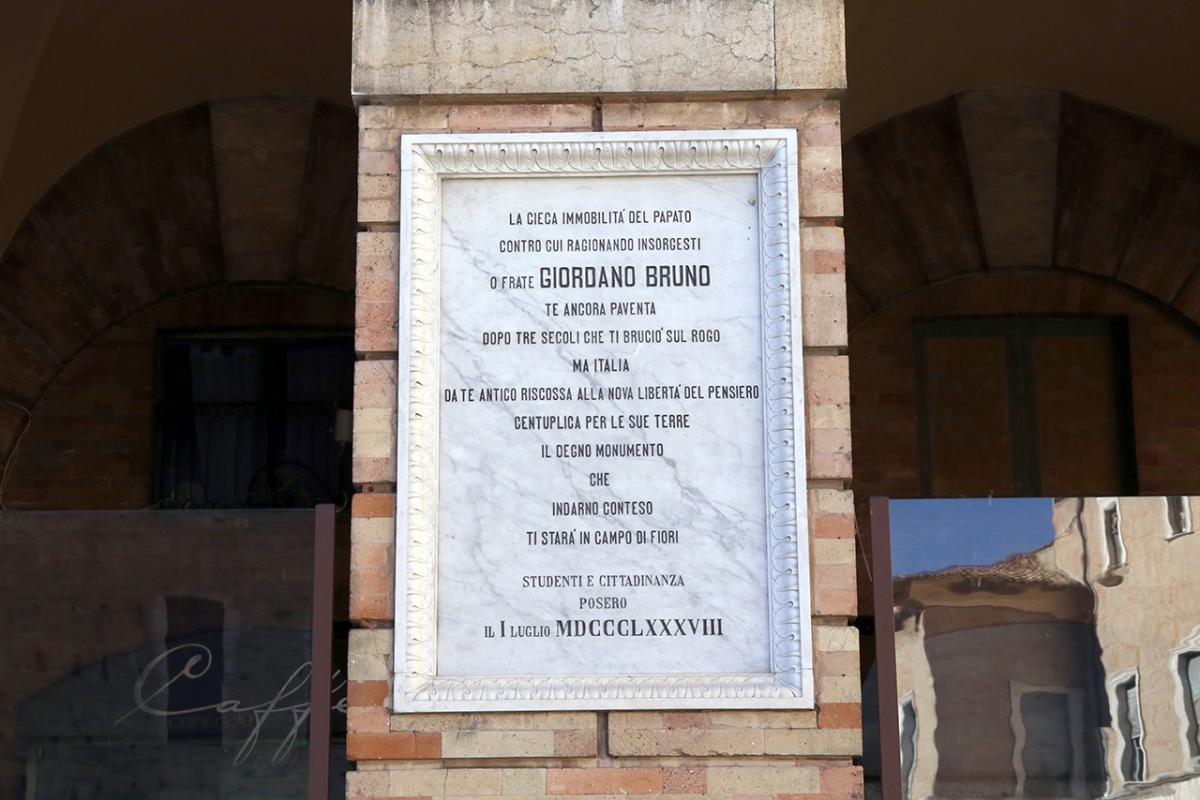 LA CIECA IMMOBILITA' DEL PAPATO
CONTRO CUI RAGIONANDO INSORGESTI
O FRATE GIORDANO BRUNO
TE ANCORA PAVENTA
DOPO TRE SECOLI CHE TI BRUCIO' SUL ROGO
MA ITALIA
DA TE ANTICO RISCOSSA ALLA NOVA LIBERTA' DEL PENSIERO
CENTUPLICA PER LE SUE TERRE
IL DEGNO MONUMENTO
CHE
INDARNO CONTESO
TI STARA' IN CAMPO DI FIORI
STUDENTI E CITTADINANZA
POSERO
IL I LUGLIO MDCCCLXXXVIII
Caffè